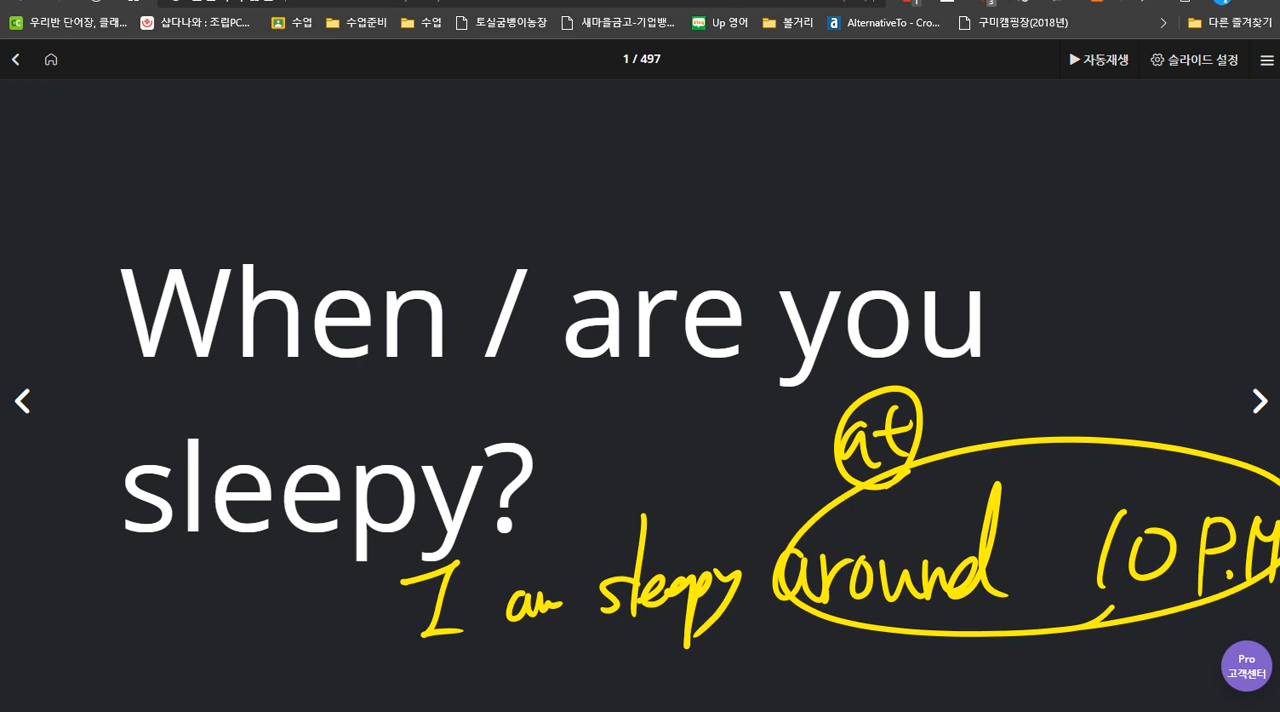 우리반 단어장, 클래... 샵다나와 : 조립PC... 수업 수업준비 수업 토실굼뱅이농장 새마을금고-기업뱅... Up 영어 볼거리 AlternativeTo - Cro... 구미캠핑장(2018년) 다른 즐겨찾기
1 / 497 자동재생 슬라이드 설정
When / are you
sleepy?
at
I am sleepy around 10 P.M
Pro
고객센터